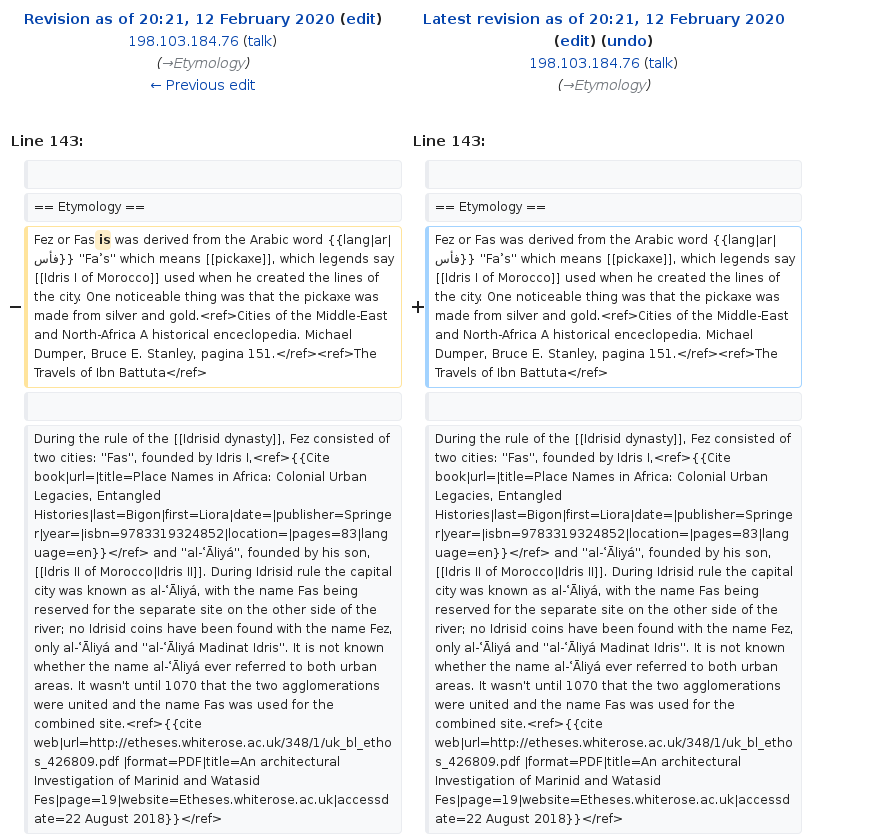 Revision as of 20:21, 12 February 2020 (edit)
198.103.184.76 (talk)
(→Etymology)
← Previous edit
Latest revision as of 20:21, 12 February 2020
(edit) (undo)
198.103.184.76 (talk)
(→Etymology)
Line 143:
Line 143:
== Etymology ==
== Etymology ==
−
Fez or Fas is was derived from the Arabic word {{lang|ar|
فأس}} "Fa’s" which means [[pickaxe]], which legends say
[[Idris I of Morocco]] used when he created the lines of
the city. One noticeable thing was that the pickaxe was
made from silver and gold.<ref>Cities of the Middle-East
and North-Africa A historical enceclopedia. Michael
Dumper, Bruce E. Stanley, pagina 151.</ref><ref>The
Travels of Ibn Battuta</ref>
+
Fez or Fas was derived from the Arabic word {{lang|ar|
فأس}} "Fa’s" which means [[pickaxe]], which legends say
[[Idris I of Morocco]] used when he created the lines of
the city. One noticeable thing was that the pickaxe was
made from silver and gold.<ref>Cities of the Middle-East
and North-Africa A historical enceclopedia. Michael
Dumper, Bruce E. Stanley, pagina 151.</ref><ref>The
Travels of Ibn Battuta</ref>
During the rule of the [[Idrisid dynasty]], Fez consisted of
two cities: "Fas", founded by Idris I,<ref>{{Cite
book|url=|title=Place Names in Africa: Colonial Urban
Legacies, Entangled
Histories|last=Bigon|first=Liora|date=|publisher=Springe
r|year=|isbn=9783319324852|location=|pages=83|lang
uage=en}}</ref> and "al-ʿĀliyá", founded by his son,
[[Idris II of Morocco|Idris II]]. During Idrisid rule the capital
city was known as al-ʿĀliyá, with the name Fas being
reserved for the separate site on the other side of the
river; no Idrisid coins have been found with the name Fez,
only al-ʿĀliyá and "al-ʿĀliyá Madinat Idris". It is not known
whether the name al-ʿĀliyá ever referred to both urban
areas. It wasn't until 1070 that the two agglomerations
were united and the name Fas was used for the
combined site.<ref>{{cite
web|url=http://etheses.whiterose.ac.uk/348/1/uk_bl_etho
s_426809.pdf |format=PDF|title=An architectural
Investigation of Marinid and Watasid
Fes|page=19|website=Etheses.whiterose.ac.uk|accessd
ate=22 August 2018}}</ref>
During the rule of the [[Idrisid dynasty]], Fez consisted of
two cities: "Fas", founded by Idris I,<ref>{{Cite
book|url=|title=Place Names in Africa: Colonial Urban
Legacies, Entangled
Histories|last=Bigon|first=Liora|date=|publisher=Springe
r|year=|isbn=9783319324852|location=|pages=83|lang
uage=en}}</ref> and "al-ʿĀliyá", founded by his son,
[[Idris II of Morocco|Idris II]]. During Idrisid rule the capital
city was known as al-ʿĀliyá, with the name Fas being
reserved for the separate site on the other side of the
river; no Idrisid coins have been found with the name Fez,
only al-ʿĀliyá and "al-ʿĀliyá Madinat Idris". It is not known
whether the name al-ʿĀliyá ever referred to both urban
areas. It wasn't until 1070 that the two agglomerations
were united and the name Fas was used for the
combined site.<ref>{{cite
web|url=http://etheses.whiterose.ac.uk/348/1/uk_bl_etho
s_426809.pdf |format=PDF|title=An architectural
Investigation of Marinid and Watasid
Fes|page=19|website=Etheses.whiterose.ac.uk|accessd
ate=22 August 2018}}</ref>